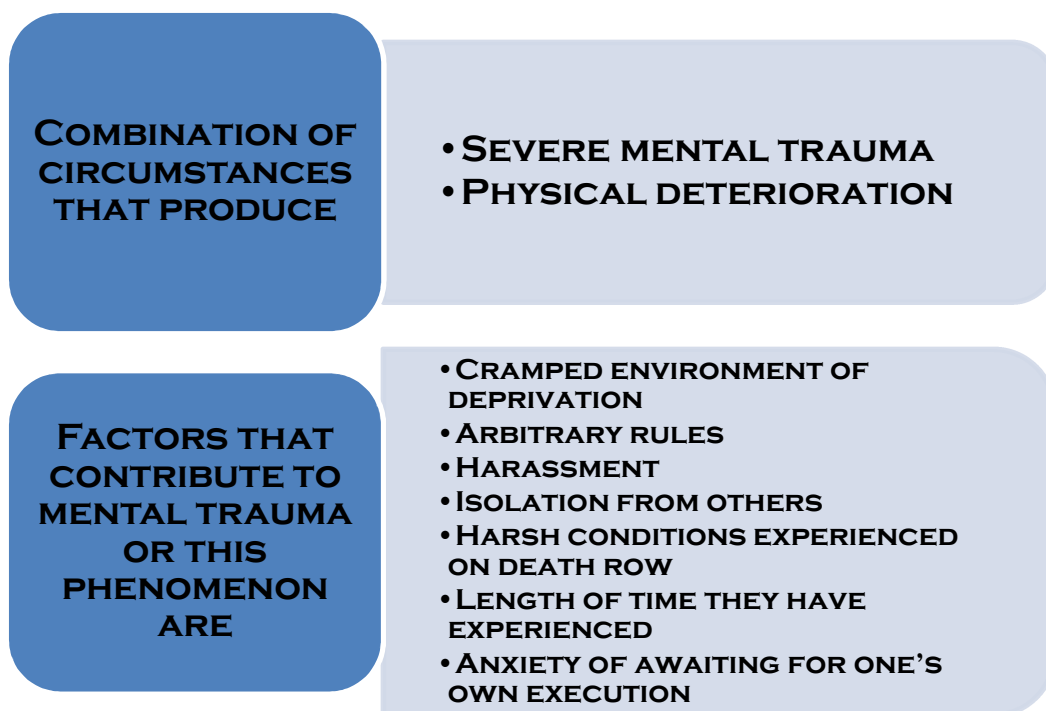 Combination of
circumstances
that produce
•Severe mental trauma
•Physical deterioration
Factors that
contribute to
mental trauma
or this
phenomenon
are
•Cramped environment of
deprivation
•Arbitrary rules
•Harassment
•Isolation from others
•Harsh conditions experienced
on death row
•Length of time they have
experienced
•Anxiety of awaiting for one's
own execution